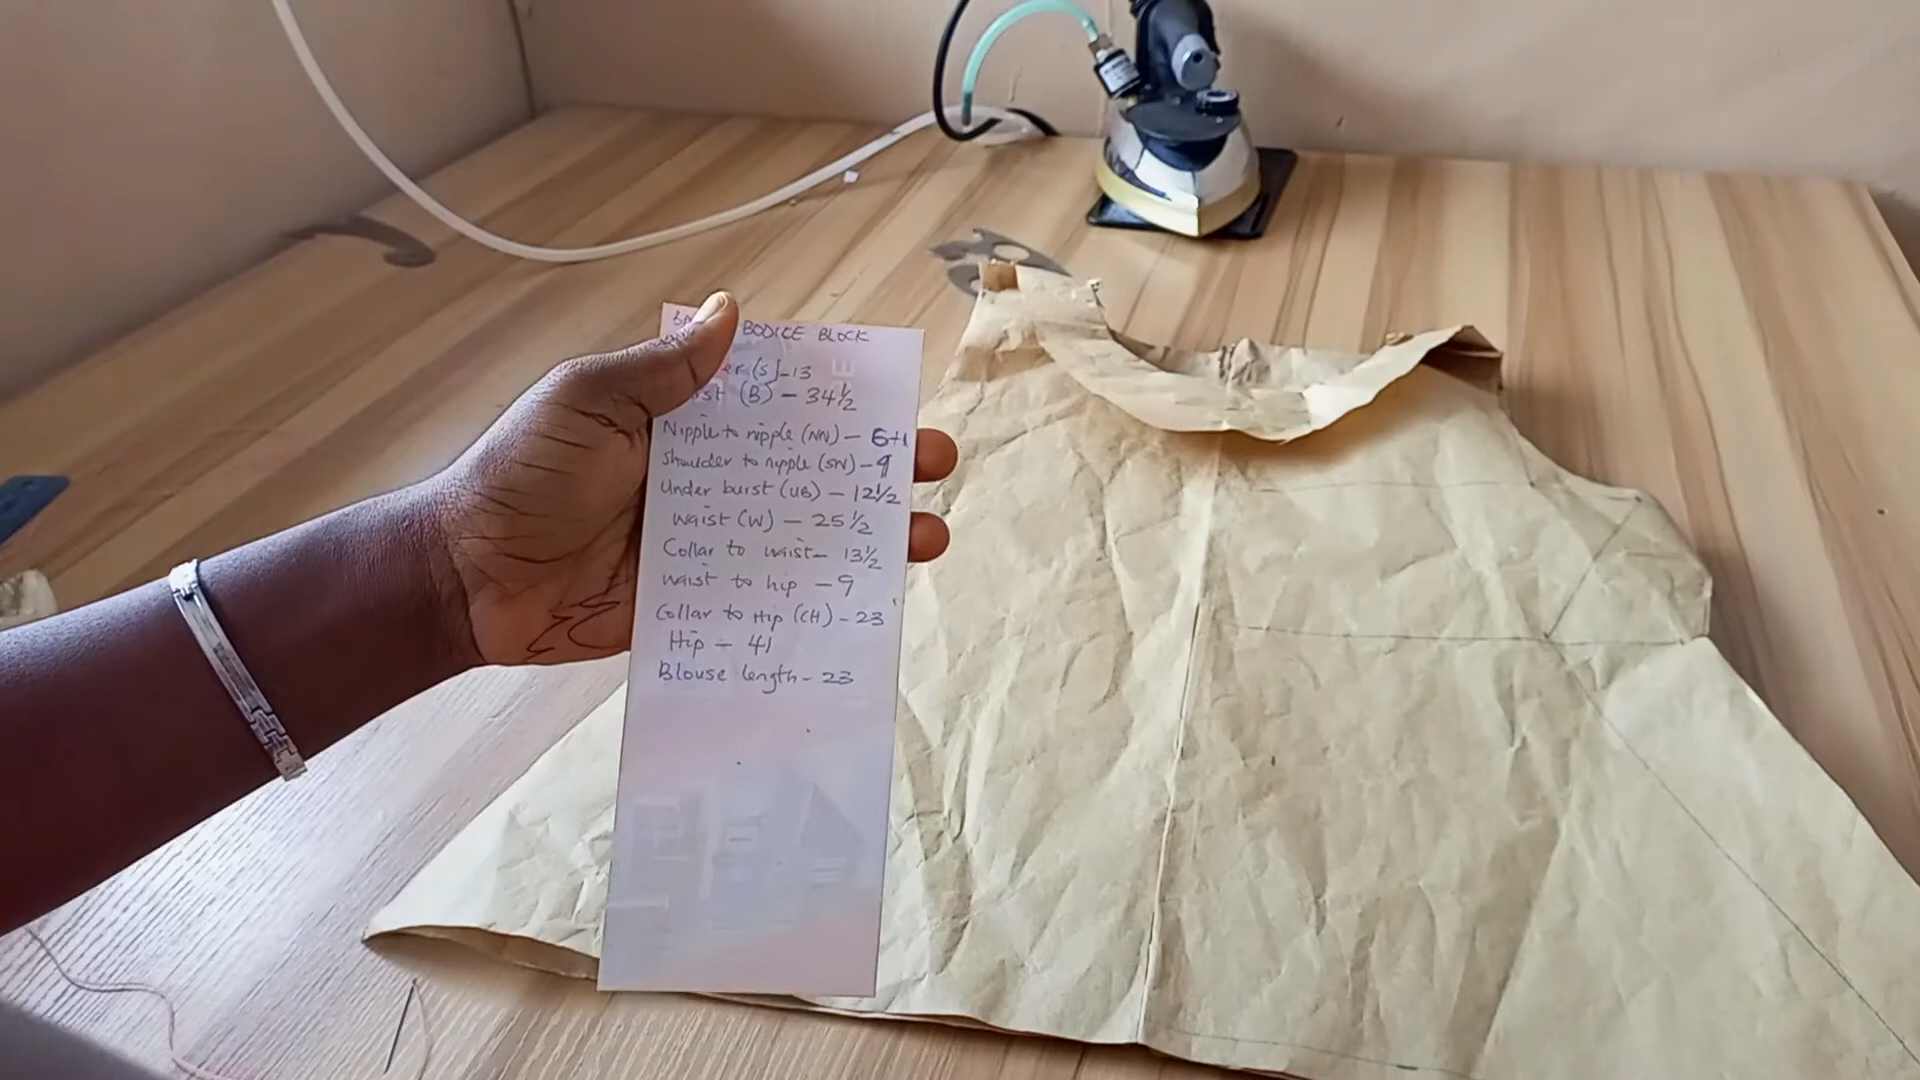 BODICE BLOCK
er (S)-13
st (B) - 34½
Nipple to nipple (NN) - 6+1
Shoulder to nipple (SN) - 9
Under burst (UB) - 12½
waist (W) - 25½
Collar to waist - 13½
waist to hip - 9
Collar to Hip (CH) - 23
Hip - 41
Blouse length - 23